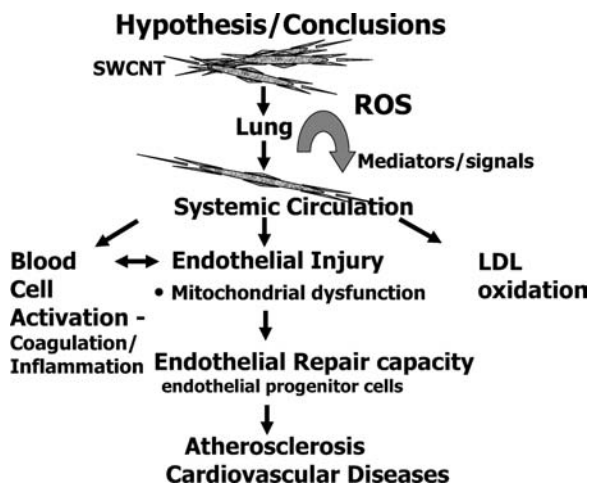 Hypothesis/Conclusions
SWCNT
ROS
Lung
Mediators/signals
Systemic Circulation
Blood
Cell
Activation -
Coagulation/
Inflammation
Endothelial Injury
• Mitochondrial dysfunction
LDL
oxidation
Endothelial Repair capacity
endothelial progenitor cells
Atherosclerosis
Cardiovascular Diseases